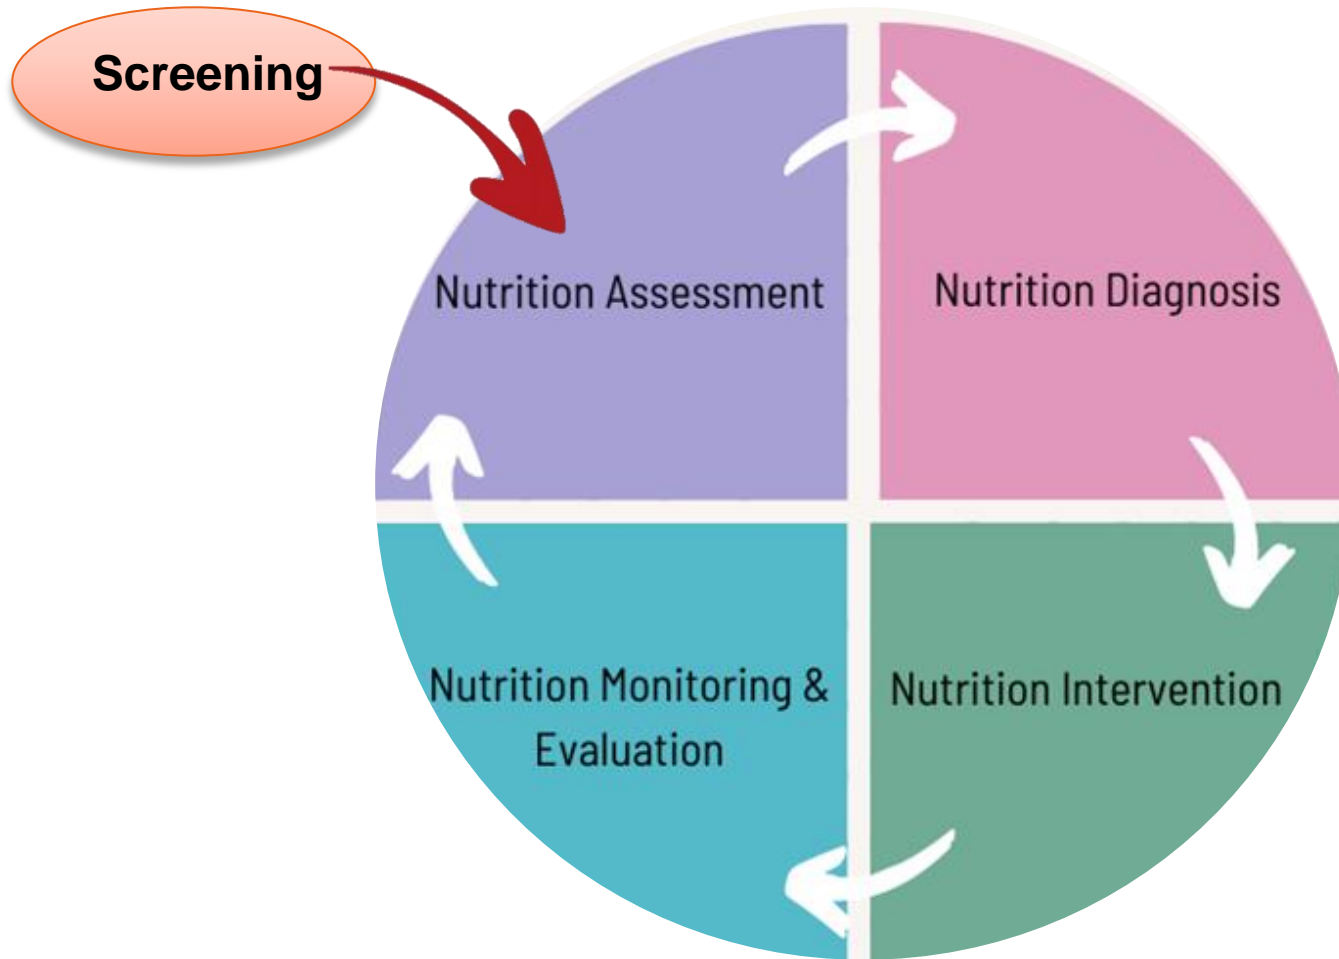 Screening
Nutrition Assessment
Nutrition Diagnosis
Nutrition Monitoring &
Evaluation
Nutrition Intervention